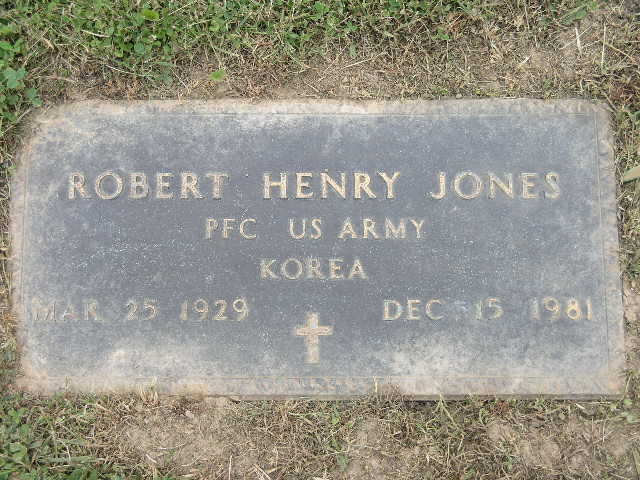 ROBERT HENRY JONES
PFC US ARMY
KOREA
MAR 25 1929 DEC 15 1981